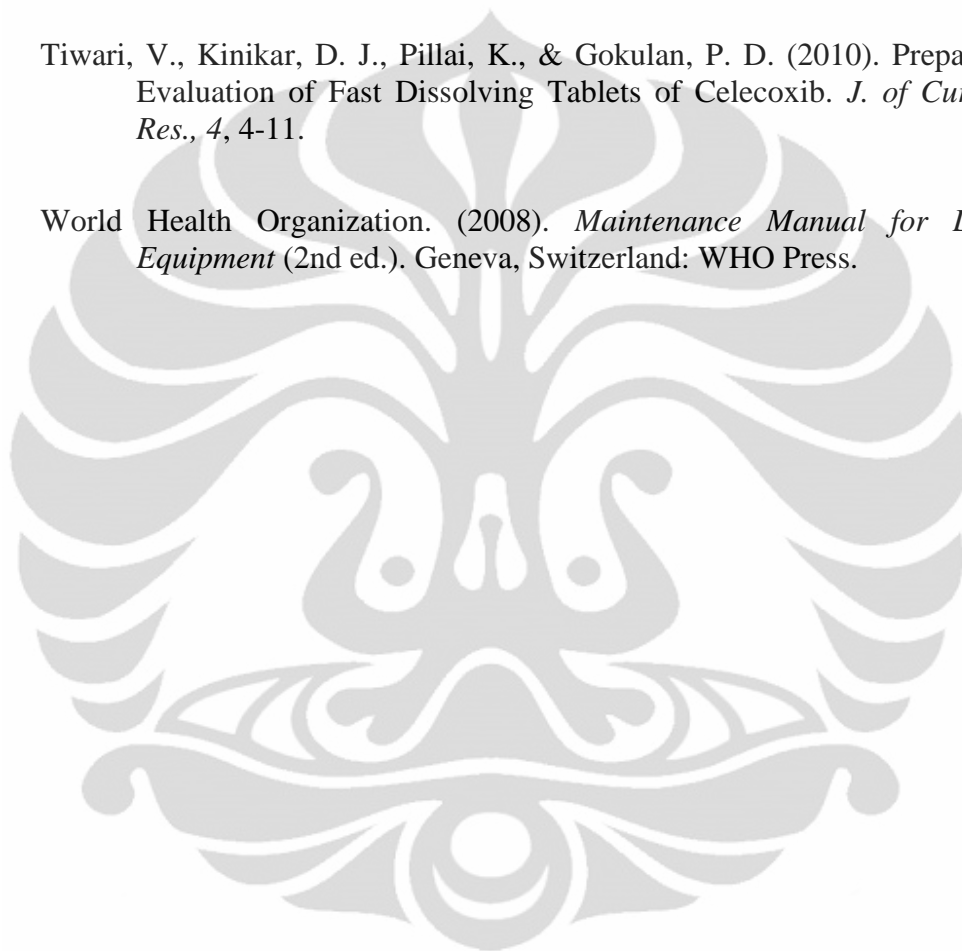 Tiwari, V., Kinikar, D. J., Pillai, K., & Gokulan, P. D. (2010). Prepa
Evaluation of Fast Dissolving Tablets of Celecoxib. J. of Cur
Res., 4, 4-11.
World Health Organization. (2008). Maintenance Manual for
Equipment (2nd ed.). Geneva, Switzerland: WHO Press.